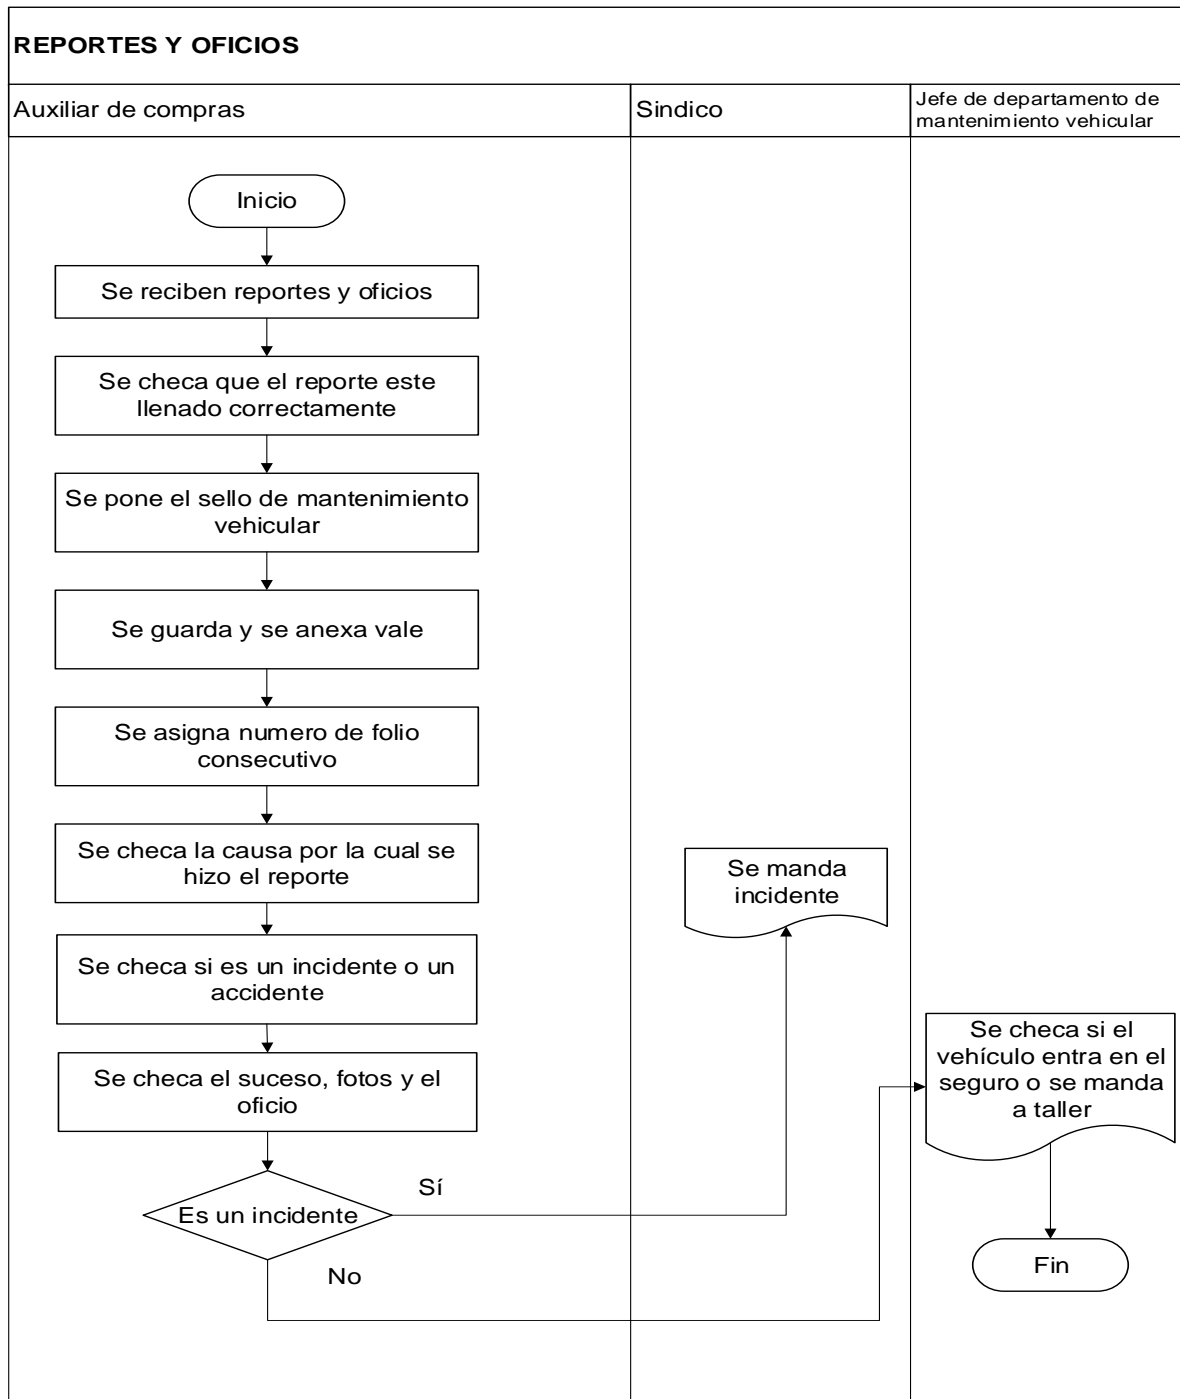 REPORTES Y OFICIOS
Auxiliar de compras
Sindico
Jefe de departamento de
mantenimiento vehicular
Inicio
Se reciben reportes y oficios
Se checa que el reporte este
llenado correctamente
Se pone el sello de mantenimiento
vehicular
Se guarda y se anexa vale
Se asigna numero de folio
consecutivo
Se checa la causa por la cual se
hizo el reporte
Se checa si es un incidente o un
accidente
Se checa el suceso, fotos y el
oficio
Es un incidente
Sí
No
Se manda
incidente
Se checa si el
vehículo entra en el
seguro o se manda
a taller
Fin